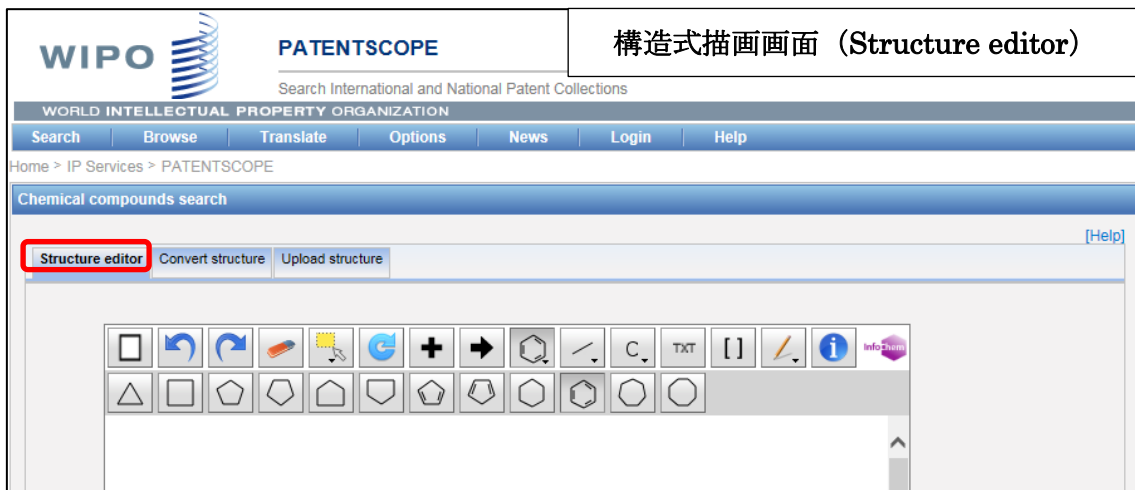 構造式描画画面（Structure editor）
WIPO
PATENTSCOPE
Search International and National Patent Collections
WORLD INTELLECTUAL PROPERTY ORGANIZATION
Search Browse Translate Options News Login Help
Home > IP Services > PATENTSCOPE
Chemical compounds search
[Help]
Structure editor Convert structure Upload structure
C TXT [ ] i InfoChem